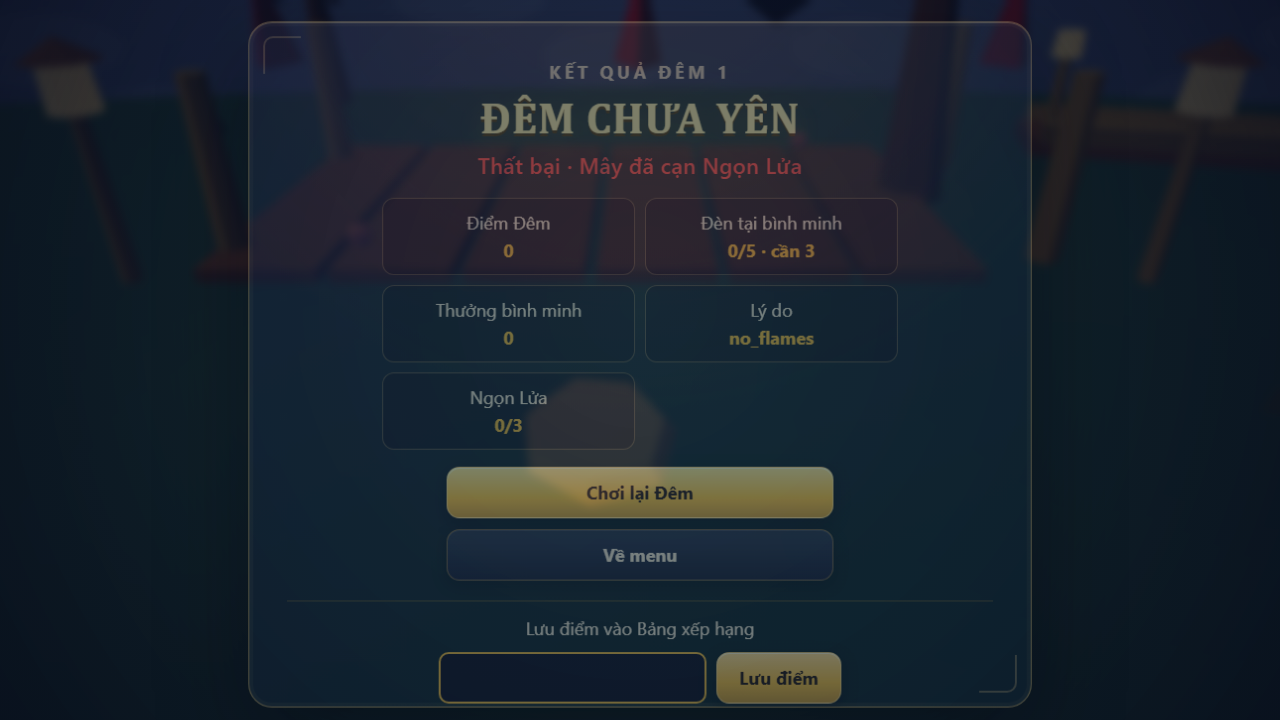 KẾT QUẢ ĐÊM 1
ĐÊM CHƯA YÊN
Thất bại · Mây đã cạn Ngọn Lửa
Điểm Đêm
0
Đèn tại bình minh
0/5 · cần 3
Thưởng bình minh
0
Lý do
no_flames
Ngọn Lửa
0/3
Chơi lại Đêm
Về menu
Lưu điểm vào Bảng xếp hạng
Lưu điểm